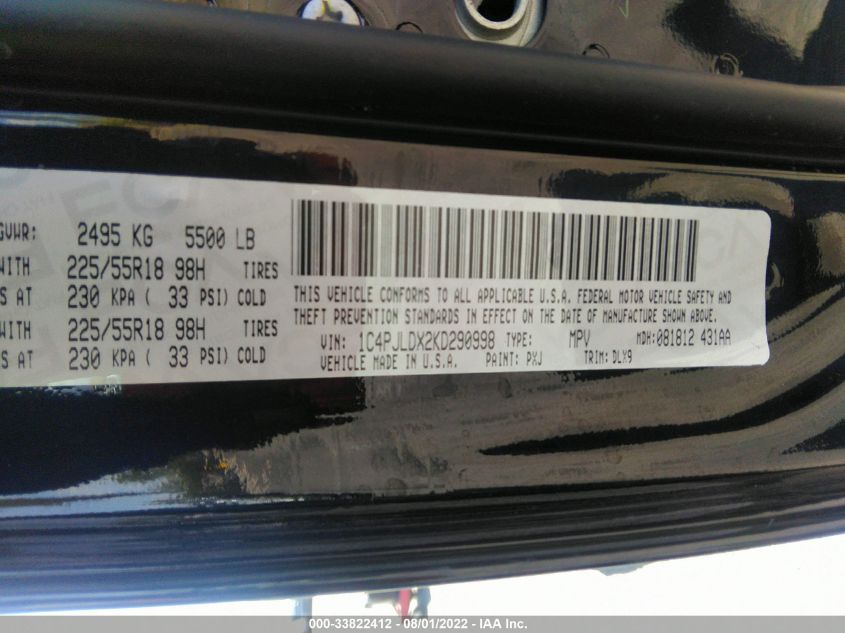 GVWR: 2495 KG 5500 LB
WITH 225/55R18 98H TIRES
S AT 230 KPA ( 33 PSI) COLD
WITH 225/55R18 98H TIRES
S AT 230 KPA ( 33 PSI) COLD
THIS VEHICLE CONFORMS TO ALL APPLICABLE U.S.A. FEDERAL MOTOR VEHICLE SAFETY AND
THEFT PREVENTION STANDARDS IN EFFECT ON THE DATE OF MANUFACTURE SHOWN ABOVE.
VIN: 1C4PJLDX2KD290998 TYPE: MPV MDH:081812 431AA
VEHICLE MADE IN U.S.A. PAINT: PXJ TRIM: DLX9
000-33822412 - 08/01/2022 - IAA Inc.